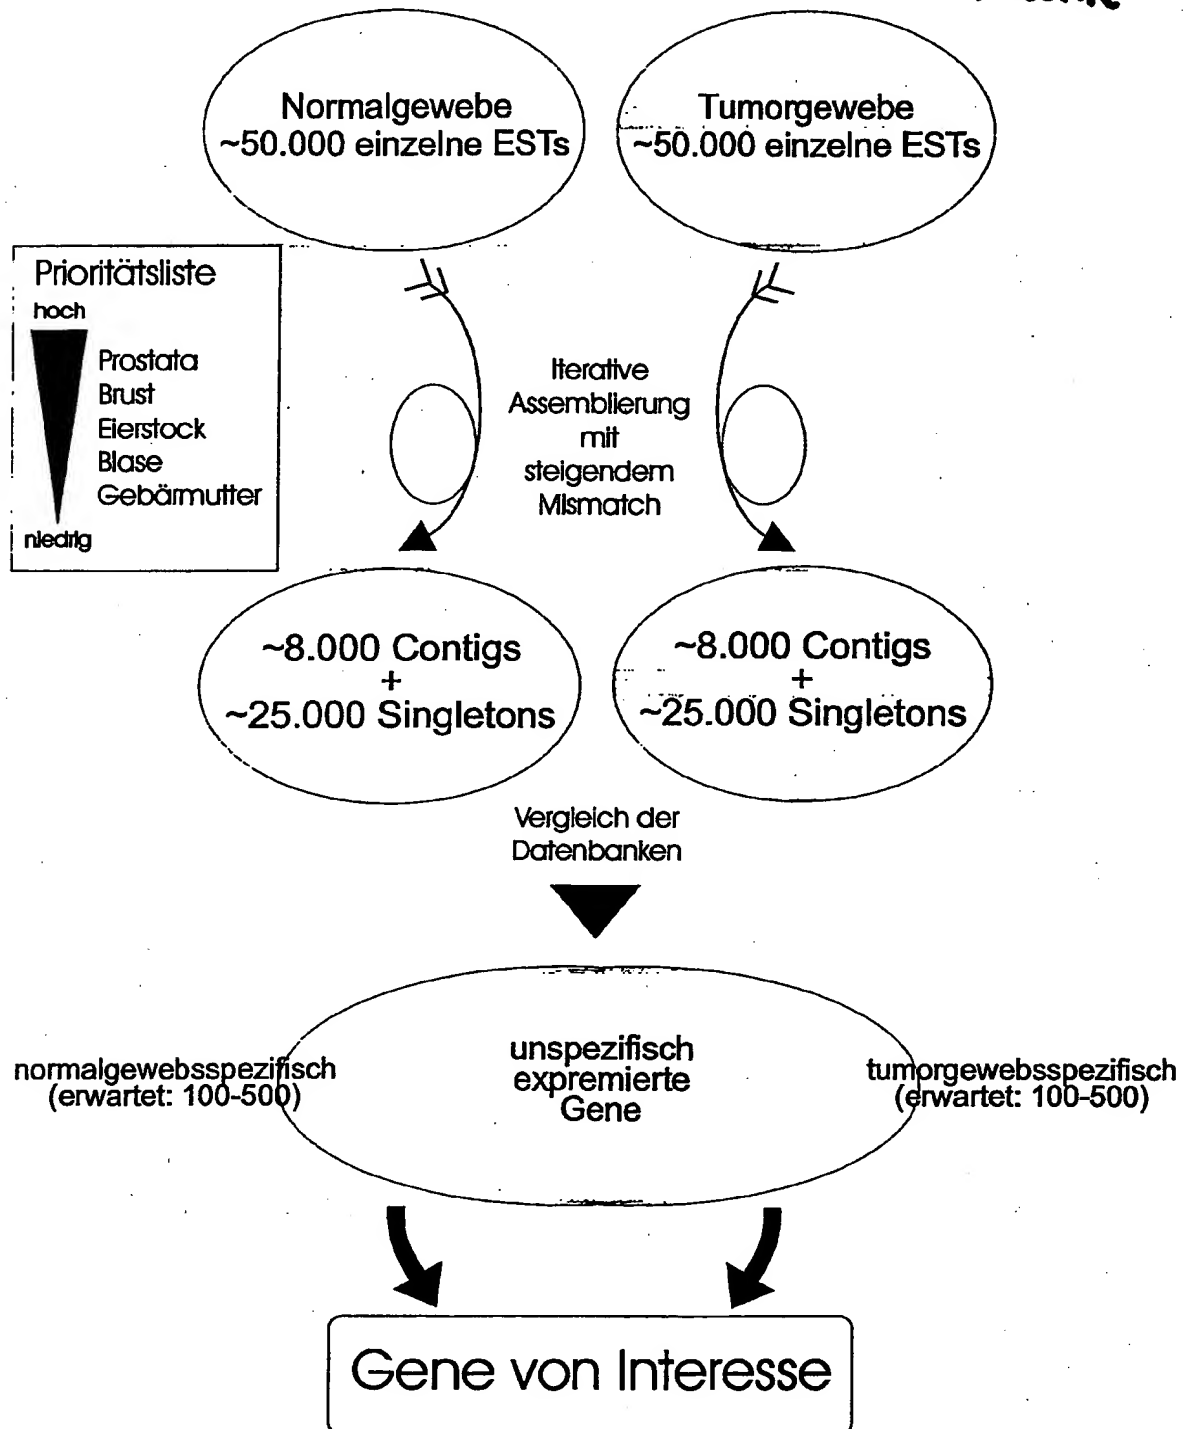 Normalgewebe
~50.000 einzelne ESTs
Tumorgewebe
~50.000 einzelne ESTs
Prioritätsliste
hoch
Prostata
Brust
Eierstock
Blase
Gebärmutter
niedrig
Iterative
Assemblierung
mit
steigendem
Mismatch
~8.000 Contigs
+
~25.000 Singletons
~8.000 Contigs
+
~25.000 Singletons
Vergleich der
Datenbanken
normalgewebsspezifisch
(erwartet: 100-500)
unspezifisch
expremierte
Gene
tumorgewebsspezifisch
(erwartet: 100-500)
Gene von Interesse